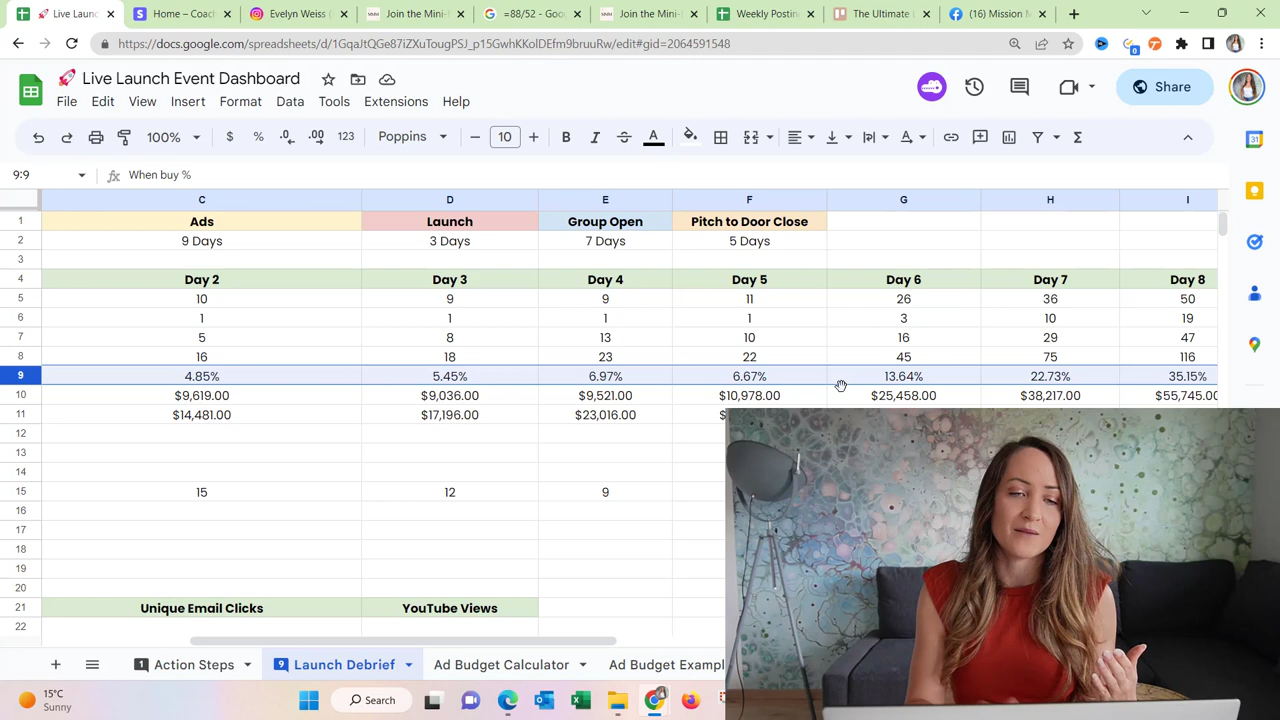 Live Laun
Home – Coach
Evelyn Weiss (
Join the Mini-
=88/52 - Goo
Join the Mini-
Weekly Postin
The Ultimate L
(16) Mission M
https://docs.google.com/spreadsheets/d/
/edit#gid=2064591548
🚀 Live Launch Event Dashboard
File Edit View Insert Format Data Tools Extensions Help
Share
100% $ % .0 .00 123 Poppins 10 B I A
9:9 fx When buy %
C D E F G H I
1 Ads Launch Group Open Pitch to Door Close
2 9 Days 3 Days 7 Days 5 Days
3
4 Day 2 Day 3 Day 4 Day 5 Day 6 Day 7 Day 8
5 10 9 9 11 26 36 50
6 1 1 1 1 3 10 19
7 5 8 13 10 16 29 47
8 16 18 23 22 45 75 116
9 4.85% 5.45% 6.97% 6.67% 13.64% 22.73% 35.15%
10 $9,619.00 $9,036.00 $9,521.00 $10,978.00 $25,458.00 $38,217.00 $55,745.00
11 $14,481.00 $17,196.00 $23,016.00 $
12
13
14
15 15 12 9
16
17
18
19
20
21 Unique Email Clicks YouTube Views
22
1 Action Steps 9 Launch Debrief Ad Budget Calculator Ad Budget Exampl
15°C
Sunny
Search